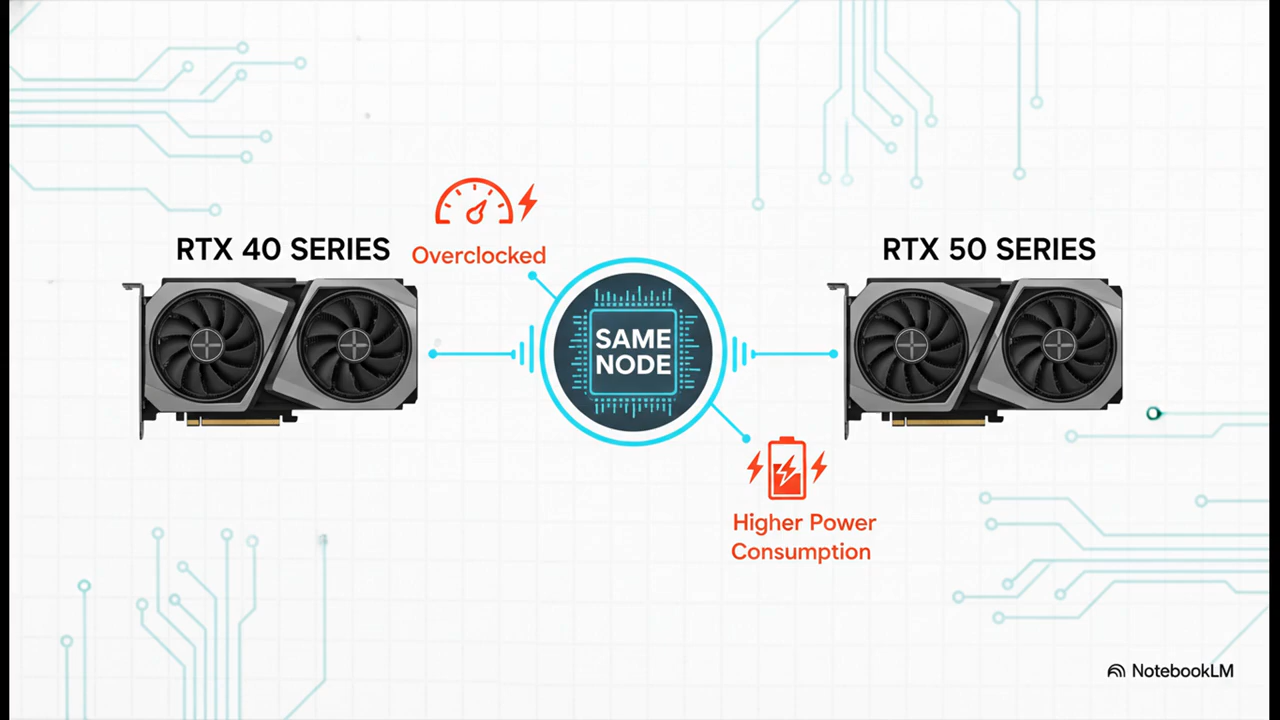 RTX 40 SERIES
Overclocked
SAME
NODE
RTX 50 SERIES
Higher Power
Consumption
NotebookLM